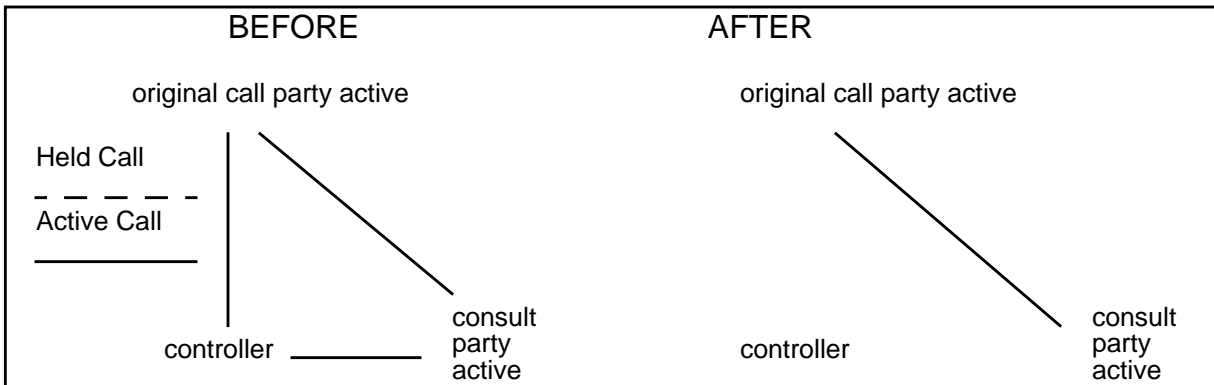 BEFORE
AFTER
original call party active
original call party active
Held Call
Active Call
controller
consult
party
active
controller
consult
party
active